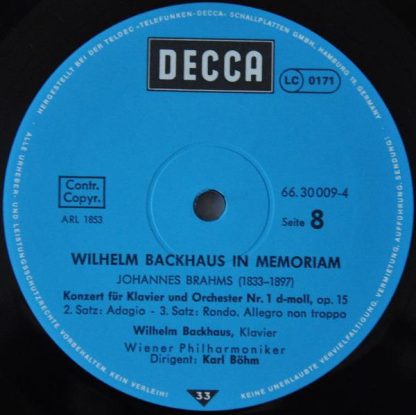 HERGESTELLT BEI DER TELDEC »TELEFUNKEN-DECCA« SCHALLPLATTEN GMBH, HAMBURG 19, GERMANY
DECCA
LC 0171
Contr.
Copyr.
ARL 1853
66.30 009-4
Seite 8
WILHELM BACKHAUS IN MEMORIAM
JOHANNES BRAHMS (1833–1897)
Konzert für Klavier und Orchester Nr. 1 d-moll, op. 15
2. Satz: Adagio - 3. Satz: Rondo. Allegro non troppo
Wilhelm Backhaus, Klavier
Wiener Philharmoniker
Dirigent: Karl Böhm
33
ALLE URHEBER- UND LEISTUNGSSCHUTZRECHTE VORBEHALTEN. KEIN VERLEIH!
KEINE UNERLAUBTE VERVIELFÄLTIGUNG, VERMIETUNG, AUFFÜHRUNG, SENDUNG!